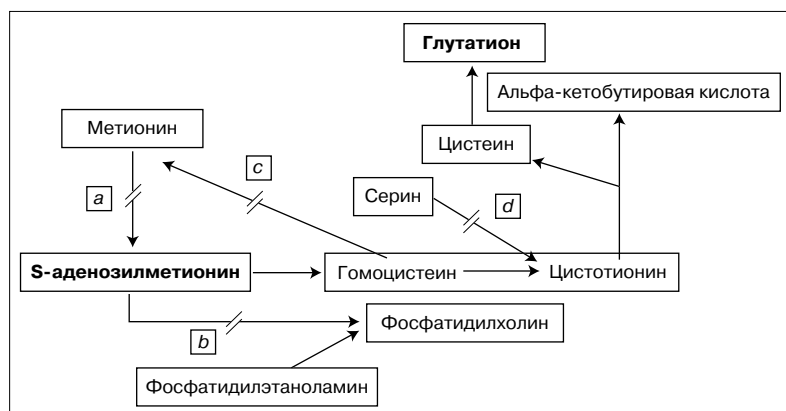 Глутатион
Альфа-кетобутировая кислота
Метионин
Цистеин
c
a
Серин
d
S-аденозилметионин
Гомоцистеин
Цистотионин
Фосфатидилхолин
b
Фосфатидилэтаноламин